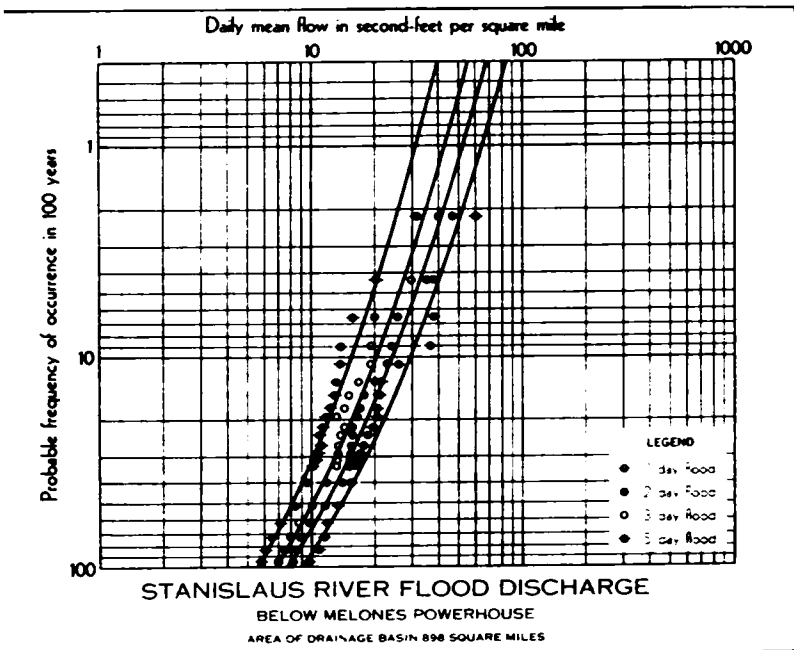 Daily mean flow in second-feet per square mile
1 10 100 1000
Probable frequency of occurrence in 100 years
1
10
100
LEGEND
day flood
2 day flood
3 day flood
5 day flood
STANISLAUS RIVER FLOOD DISCHARGE
BELOW MELONES POWERHOUSE
AREA OF DRAINAGE BASIN 898 SQUARE MILES